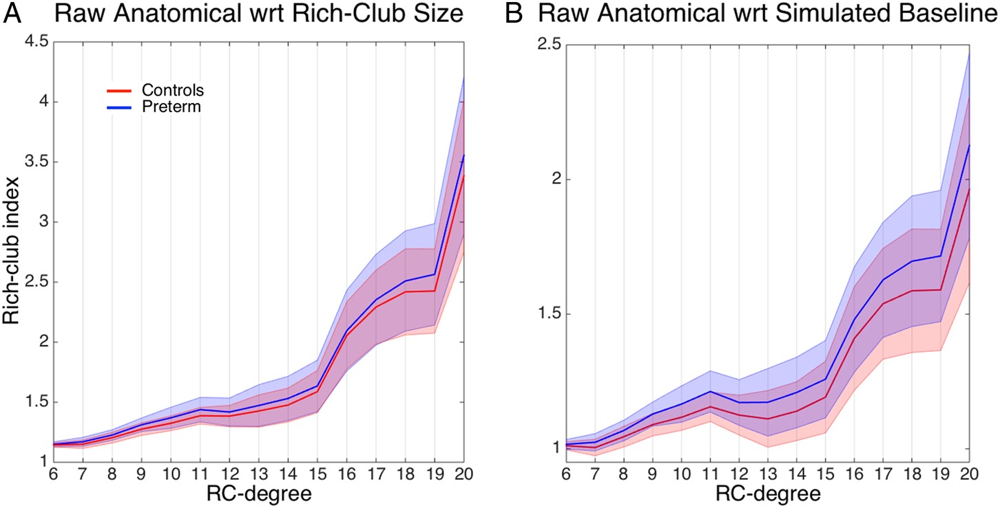 A Raw Anatomical wrt Rich-Club Size
4.5
4
3.5
3
2.5
2
1.5
1
Rich-club index
Controls
Preterm
6 7 8 9 10 11 12 13 14 15 16 17 18 19 20
RC-degree
B Raw Anatomical wrt Simulated Baseline
2.5
2
1.5
1
6 7 8 9 10 11 12 13 14 15 16 17 18 19 20
RC-degree